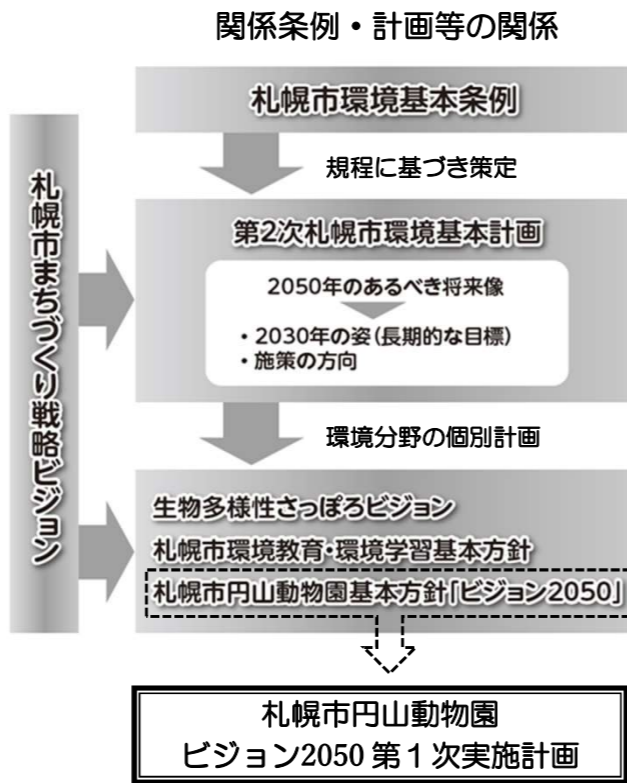 関係条例・計画等の関係
札幌市環境基本条例
規程に基づき策定
札幌市まちづくり戦略ビジョン
第2次札幌市環境基本計画
2050年のあるべき将来像
・2030年の姿(長期的な目標)
・施策の方向
環境分野の個別計画
生物多様性さっぽろビジョン
札幌市環境教育・環境学習基本方針
札幌市円山動物園基本方針「ビジョン2050」
札幌市円山動物園
ビジョン2050 第1次実施計画